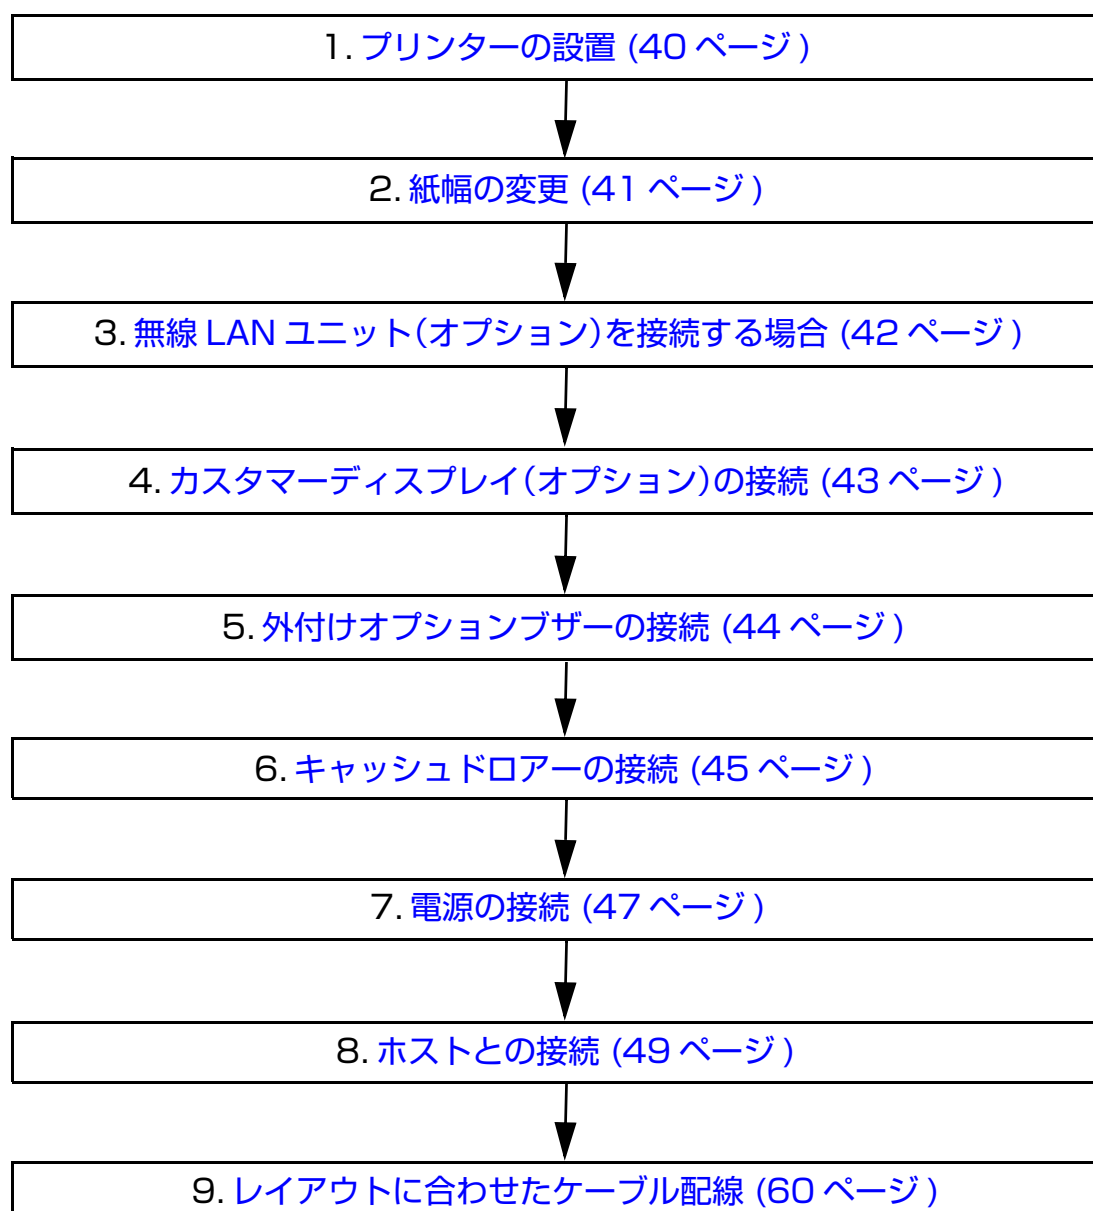 1. プリンターの設置 (40 ページ )
2. 紙幅の変更 (41 ページ )
3. 無線 LAN ユニット(オプション)を接続する場合 (42 ページ )
4. カスタマーディスプレイ(オプション)の接続 (43 ページ )
5. 外付けオプションブザーの接続 (44 ページ )
6. キャッシュドロアーの接続 (45 ページ )
7. 電源の接続 (47 ページ )
8. ホストとの接続 (49 ページ )
9. レイアウトに合わせたケーブル配線 (60 ページ )